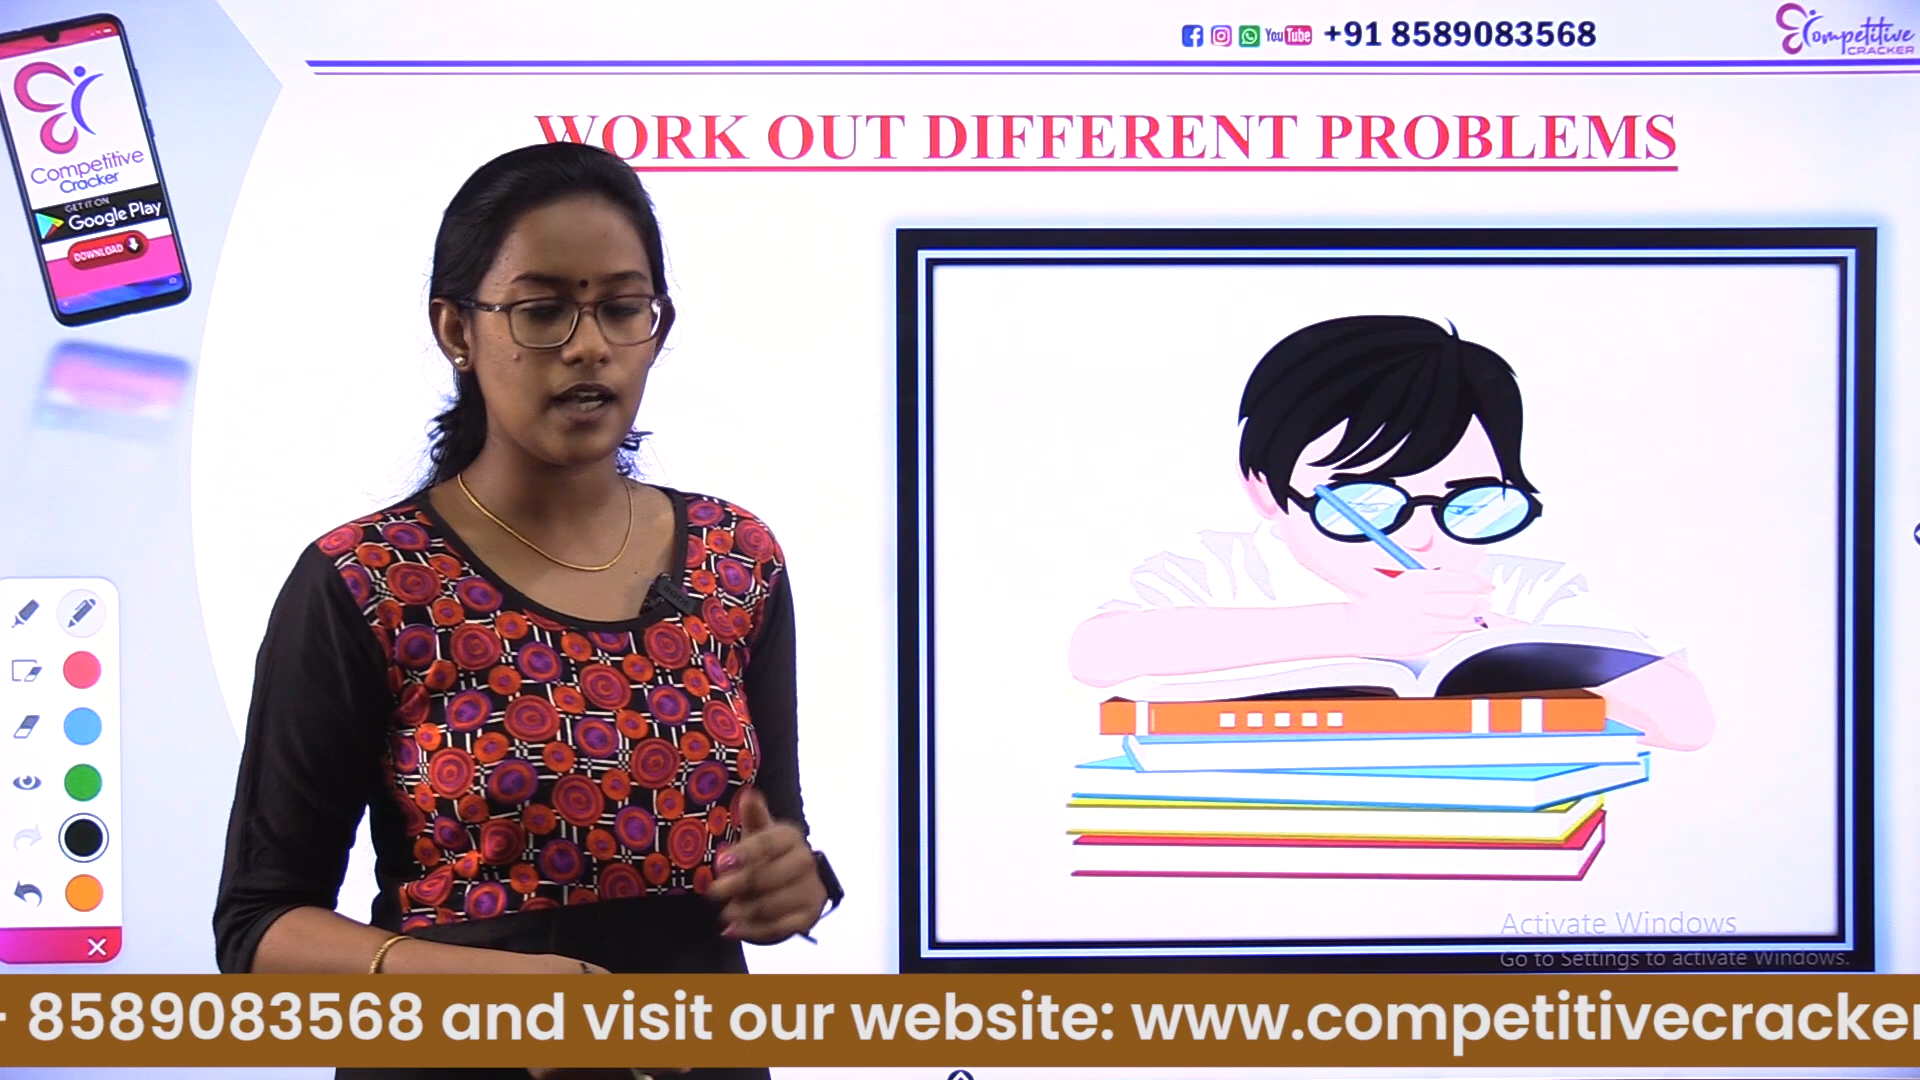 YouTube +91 8589083568
Competitive
CRACKER
Competitive
Cracker
GET IT ON
Google Play
DOWNLOAD
WORK OUT DIFFERENT PROBLEMS
Activate Windows
Go to Settings to activate Windows.
- 8589083568 and visit our website: www.competitivecracker